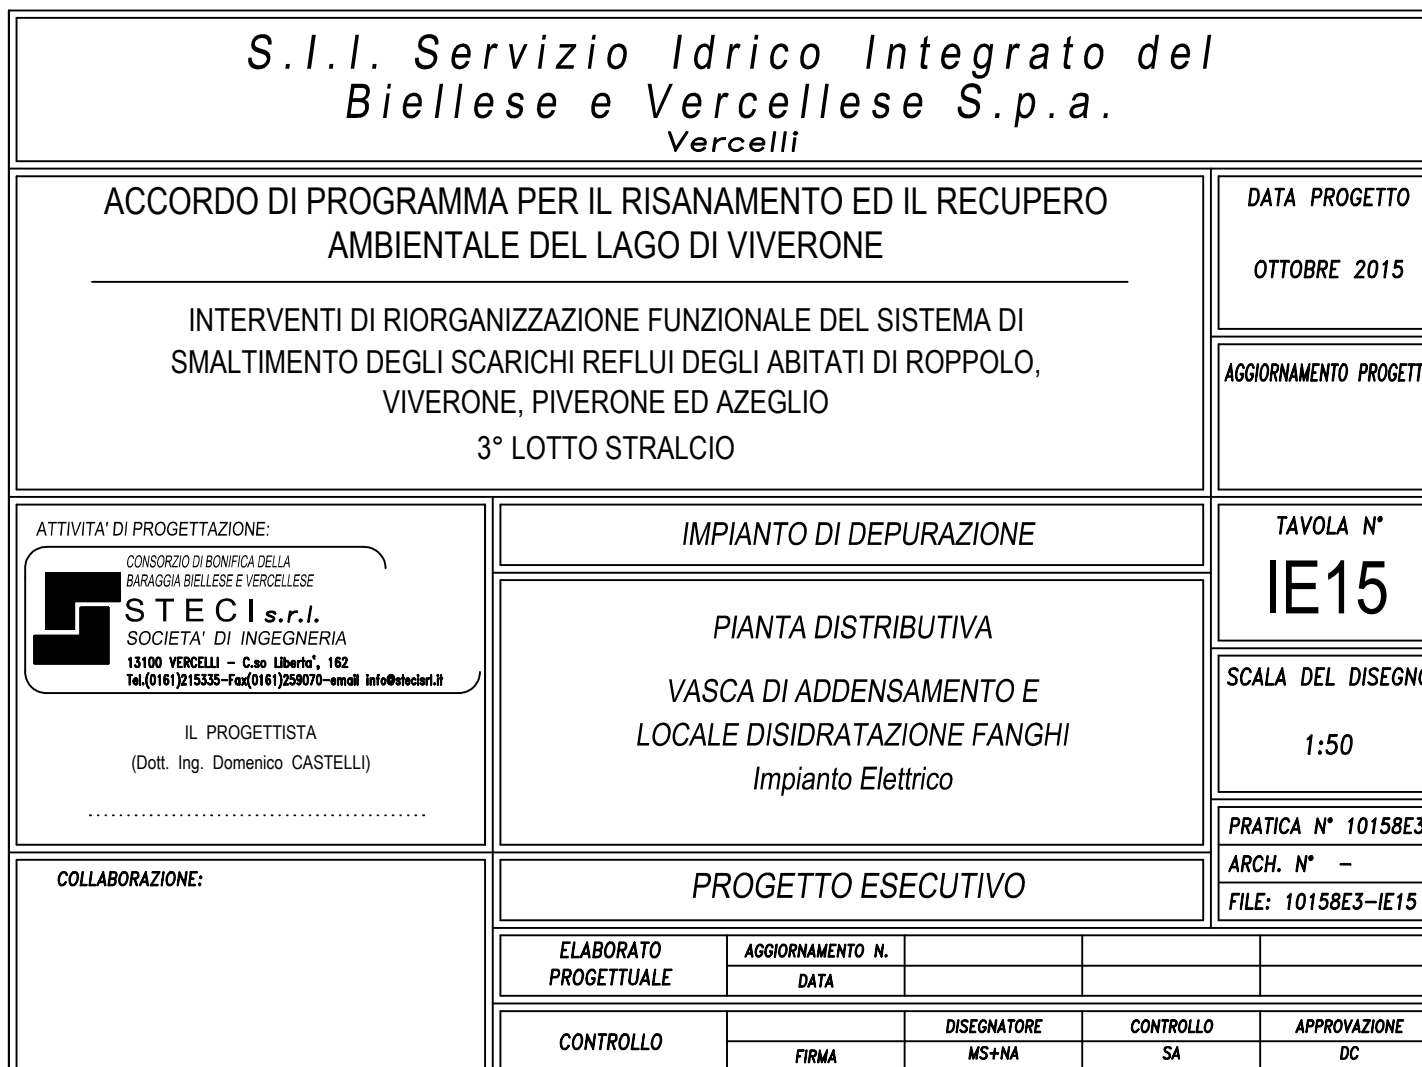 S.I.I. Servizio Idrico Integrato del
Biellese e Vercellese S.p.a.
Vercelli
ACCORDO DI PROGRAMMA PER IL RISANAMENTO ED IL RECUPERO
AMBIENTALE DEL LAGO DI VIVERONE
INTERVENTI DI RIORGANIZZAZIONE FUNZIONALE DEL SISTEMA DI
SMALTIMENTO DEGLI SCARICHI REFLUI DEGLI ABITATI DI ROPPOLO,
VIVERONE, PIVERONE ED AZEGLIO
3° LOTTO STRALCIO
DATA PROGETTO
OTTOBRE 2015
AGGIORNAMENTO PROGETT
ATTIVITA' DI PROGETTAZIONE:
CONSORZIO DI BONIFICA DELLA
BARAGGIA BIELLESE E VERCELLESE
STECI s.r.l.
SOCIETA' DI INGEGNERIA
13100 VERCELLI - C.so Liberta', 162
Tel.(0161)215335-Fax(0161)259070-email info@stecisrl.it
IL PROGETTISTA
(Dott. Ing. Domenico CASTELLI)
...........................................
IMPIANTO DI DEPURAZIONE
PIANTA DISTRIBUTIVA
VASCA DI ADDENSAMENTO E
LOCALE DISIDRATAZIONE FANGHI
Impianto Elettrico
PROGETTO ESECUTIVO
TAVOLA N°
IE15
SCALA DEL DISEGNO
1:50
PRATICA N° 10158E3
ARCH. N° -
FILE: 10158E3-IE15
COLLABORAZIONE:
ELABORATO
PROGETTUALE
AGGIORNAMENTO N.
DATA
CONTROLLO
DISEGNATORE
CONTROLLO
APPROVAZIONE
FIRMA
MS+NA
SA
DC